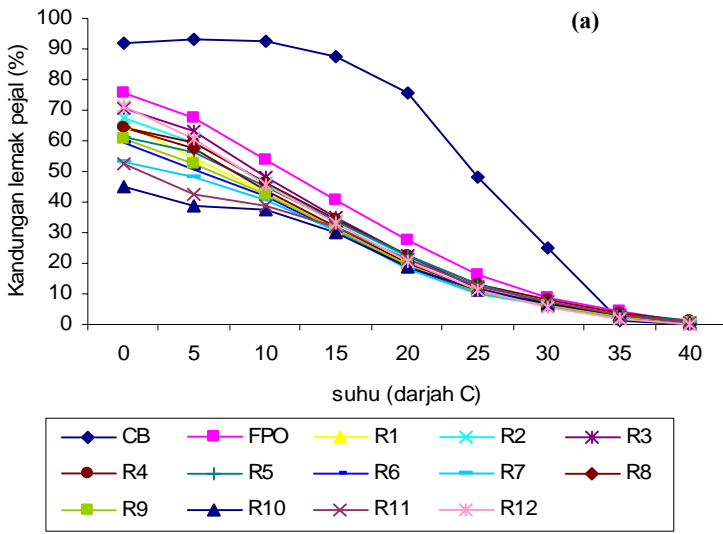 (a)
Kandungan lemak pejal (%)
100
90
80
70
60
50
40
30
20
10
0
0 5 10 15 20 25 30 35 40
suhu (darjah C)
CB FPO R1 R2 R3
R4 R5 R6 R7 R8
R9 R10 R11 R12